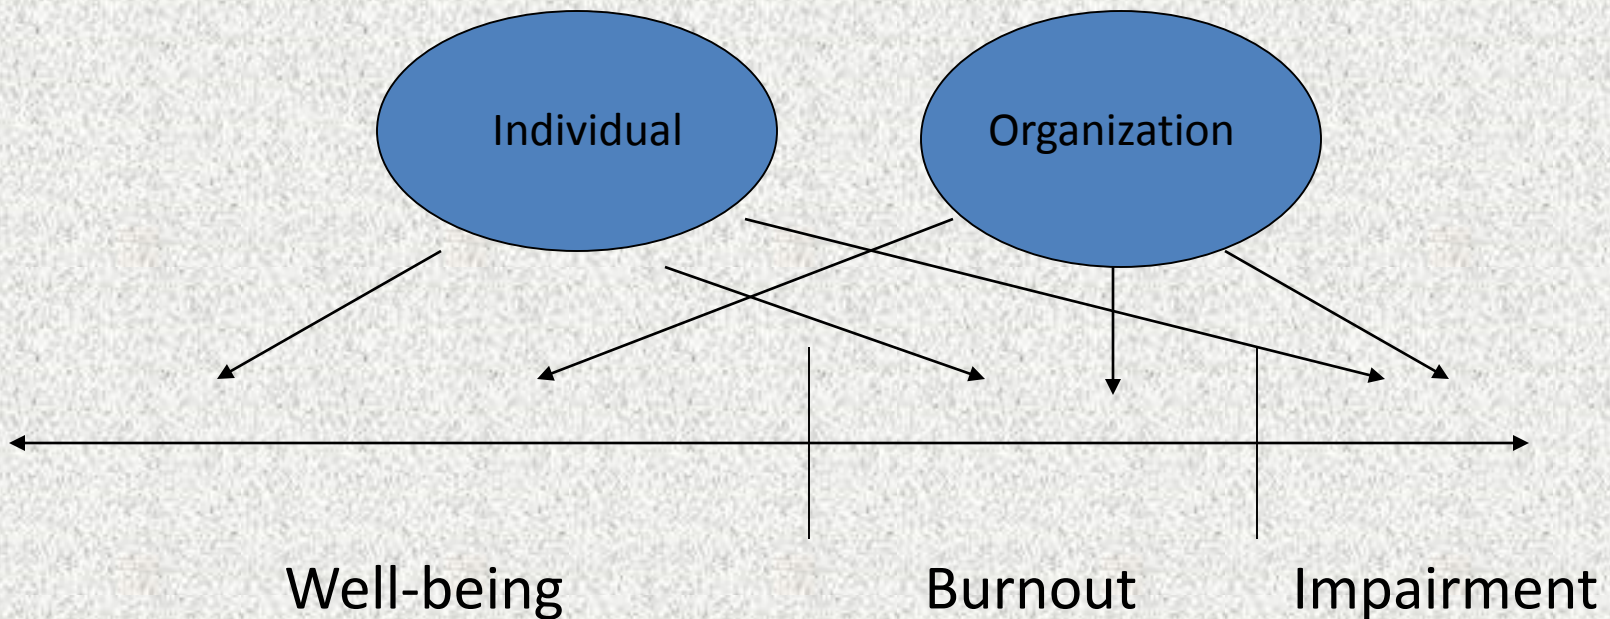 Individual
Organization
Well-being
Burnout
Impairment